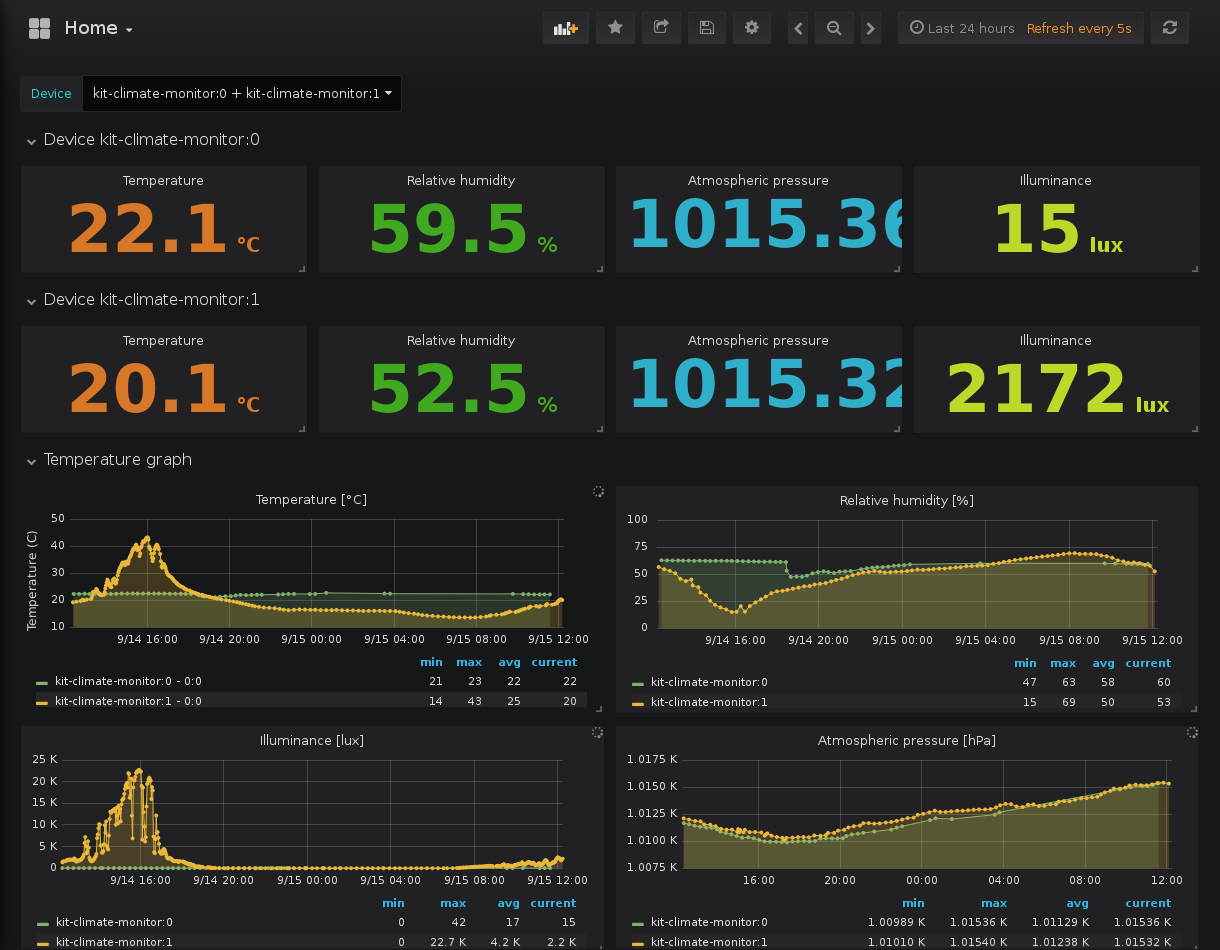 Home
Last 24 hours Refresh every 5s
Device kit-climate-monitor:0 + kit-climate-monitor:1
Device kit-climate-monitor:0
Temperature Relative humidity Atmospheric pressure Illuminance
22.1 °C 59.5 % 1015.36 15 lux
Device kit-climate-monitor:1
Temperature Relative humidity Atmospheric pressure Illuminance
20.1 °C 52.5 % 1015.32 2172 lux
Temperature graph
Temperature [°C]
Temperature (C)
50
40
30
20
10
9/14 16:00 9/14 20:00 9/15 00:00 9/15 04:00 9/15 08:00 9/15 12:00
min max avg current
kit-climate-monitor:0 - 0:0 21 23 22 22
kit-climate-monitor:1 - 0:0 14 43 25 20
Relative humidity [%]
100
75
50
25
0
9/14 16:00 9/14 20:00 9/15 00:00 9/15 04:00 9/15 08:00 9/15 12:00
min max avg current
kit-climate-monitor:0 47 63 58 60
kit-climate-monitor:1 15 69 50 53
Illuminance [lux]
25 K
20 K
15 K
10 K
5 K
0
9/14 16:00 9/14 20:00 9/15 00:00 9/15 04:00 9/15 08:00 9/15 12:00
min max avg current
kit-climate-monitor:0 0 42 17 15
kit-climate-monitor:1 0 22.7 K 4.2 K 2.2 K
Atmospheric pressure [hPa]
1.0175 K
1.0150 K
1.0125 K
1.0100 K
1.0075 K
16:00 20:00 00:00 04:00 08:00 12:00
min max avg current
kit-climate-monitor:0 1.00989 K 1.01536 K 1.01129 K 1.01536 K
kit-climate-monitor:1 1.01010 K 1.01540 K 1.01238 K 1.01532 K